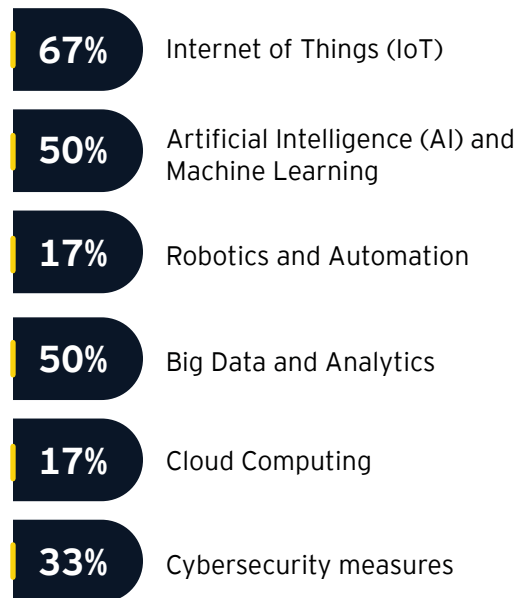 67% Internet of Things (IoT)
50% Artificial Intelligence (AI) and
Machine Learning
17% Robotics and Automation
50% Big Data and Analytics
17% Cloud Computing
33% Cybersecurity measures